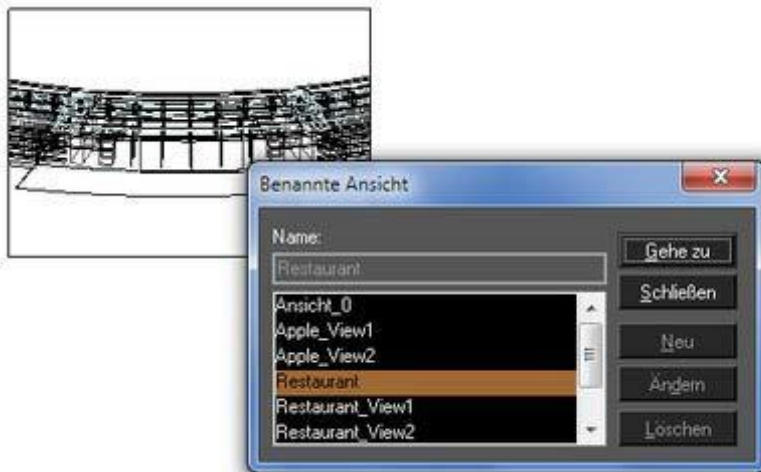 Benannte Ansicht
Name:
Restaurant
Gehe zu
Schließen
Ansicht_0
Apple_View1
Neu
Apple_View2
Restaurant
Ändern
Restaurant_View1
Restaurant_View2
Löschen